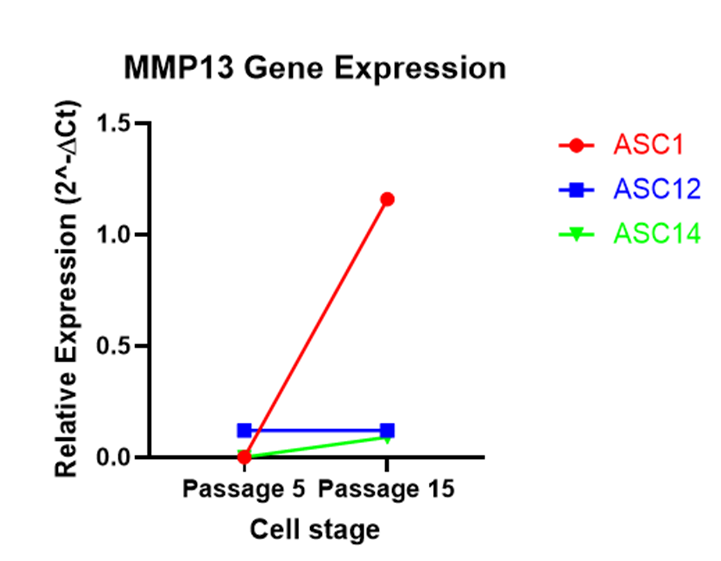 MMP13 Gene Expression
Relative Expression (2^-ΔCt)
1.5
1.0
0.5
0.0
Passage 5 Passage 15
Cell stage
ASC1
ASC12
ASC14